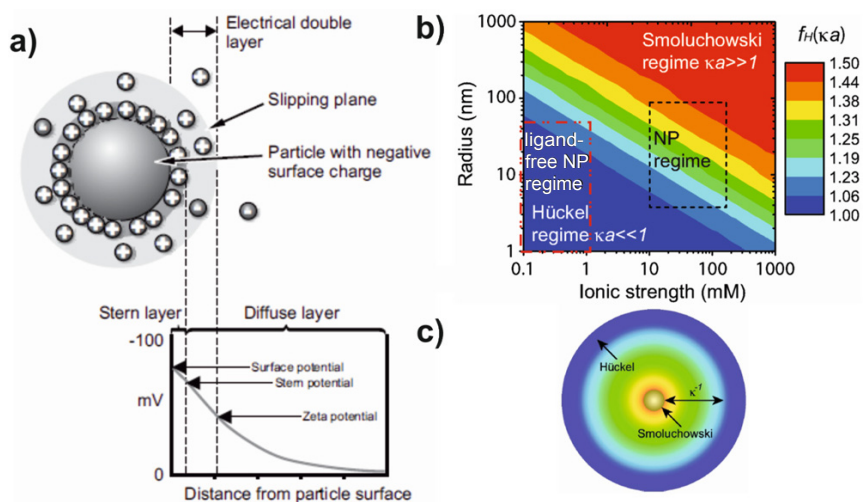 a)
Electrical double
layer
Slipping plane
Particle with negative
surface charge
Stern layer
Diffuse layer
-100
mV
0
Surface potential
Stern potential
Zeta potential
Distance from particle surface
b)
1000
100
10
1
Radius (nm)
0.1
1
10
100
1000
Ionic strength (mM)
Smoluchowski
regime κa>>1
NP
regime
ligand-
free NP
regime
Hückel
regime κa<<1
fH(κa)
1.50
1.44
1.38
1.31
1.25
1.19
1.23
1.06
1.00
c)
Hückel
κ⁻¹
Smoluchowski